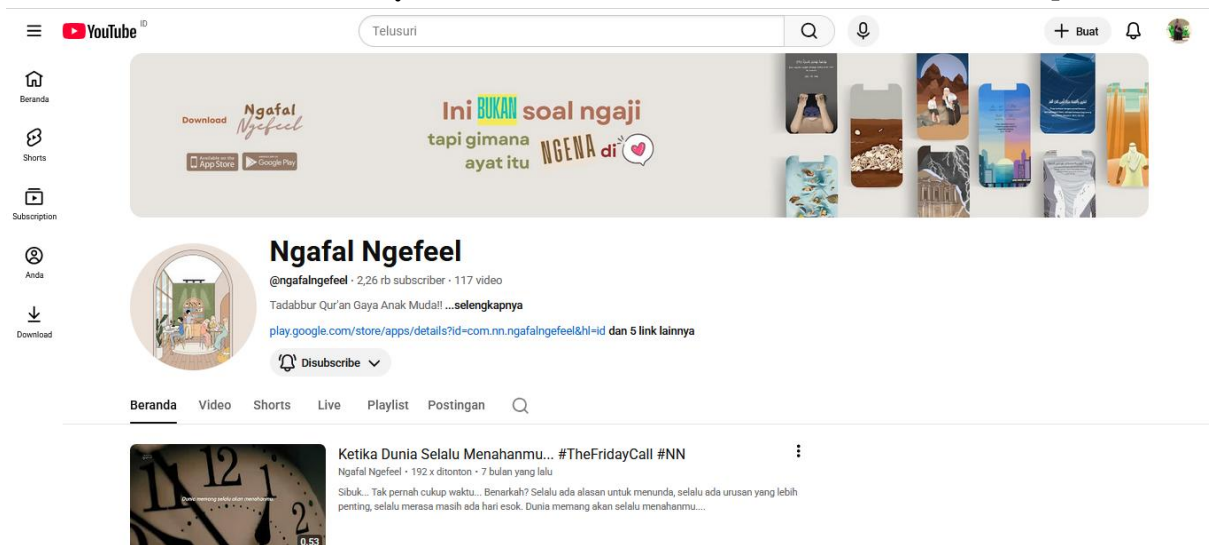 YouTube ID
Telusuri
Buat
Beranda
Shorts
Subscription
Anda
Download
Download Ngafal Ngefeel
Available on the App Store
Google Play
Ini BUKAN soal ngaji
tapi gimana ayat itu NGENA di
Ngafal Ngefeel
@ngafalngefeel · 2,26 rb subscriber · 117 video
Tadabbur Qur'an Gaya Anak Muda!! ...selengkapnya
play.google.com/store/apps/details?id=com.nn.ngafalngefeel&hl=id dan 5 link lainnya
Disubscribe
Beranda Video Shorts Live Playlist Postingan
Dunia memang selalu akan menahanmu
0.53
Ketika Dunia Selalu Menahanmu... #TheFridayCall #NN
Ngafal Ngefeel · 192 x ditonton · 7 bulan yang lalu
Sibuk... Tak pernah cukup waktu... Benarkah? Selalu ada alasan untuk menunda, selalu ada urusan yang lebih
penting, selalu merasa masih ada hari esok. Dunia memang akan selalu menahanmu....
12
1
2